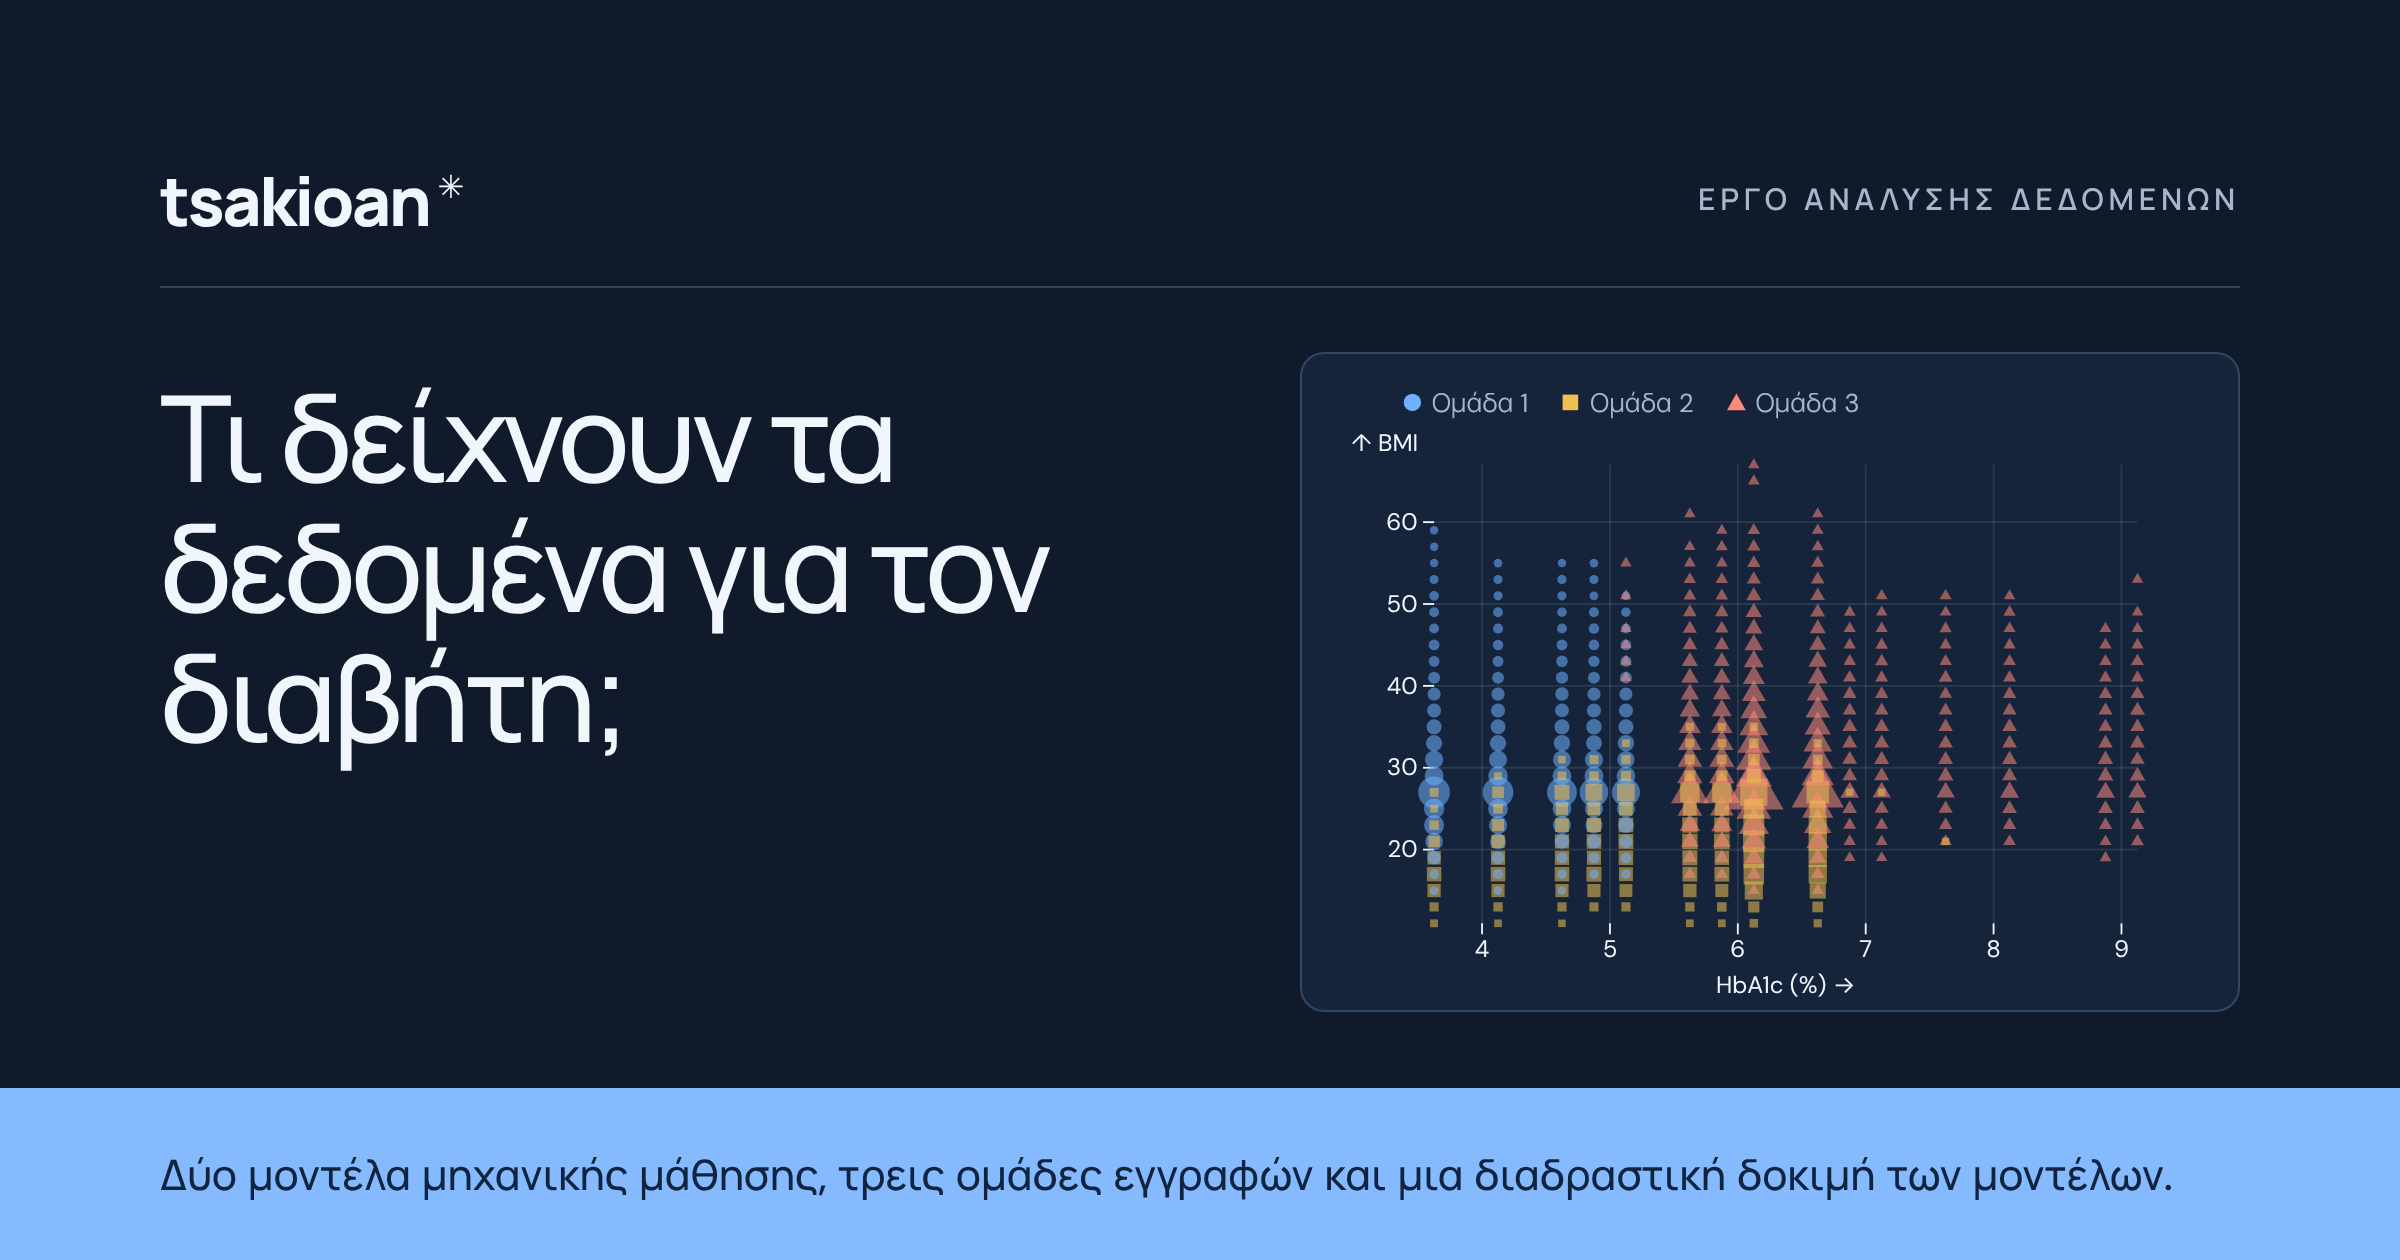 tsakioan*
ΕΡΓΟ ΑΝΑΛΥΣΗΣ ΔΕΔΟΜΕΝΩΝ
Τι δείχνουν τα
δεδομένα για τον
διαβήτη;
Ομάδα 1 Ομάδα 2 Ομάδα 3
↑ BMI
60
50
40
30
20
4 5 6 7 8 9
HbA1c (%) →
Δύο μοντέλα μηχανικής μάθησης, τρεις ομάδες εγγραφών και μια διαδραστική δοκιμή των μοντέλων.